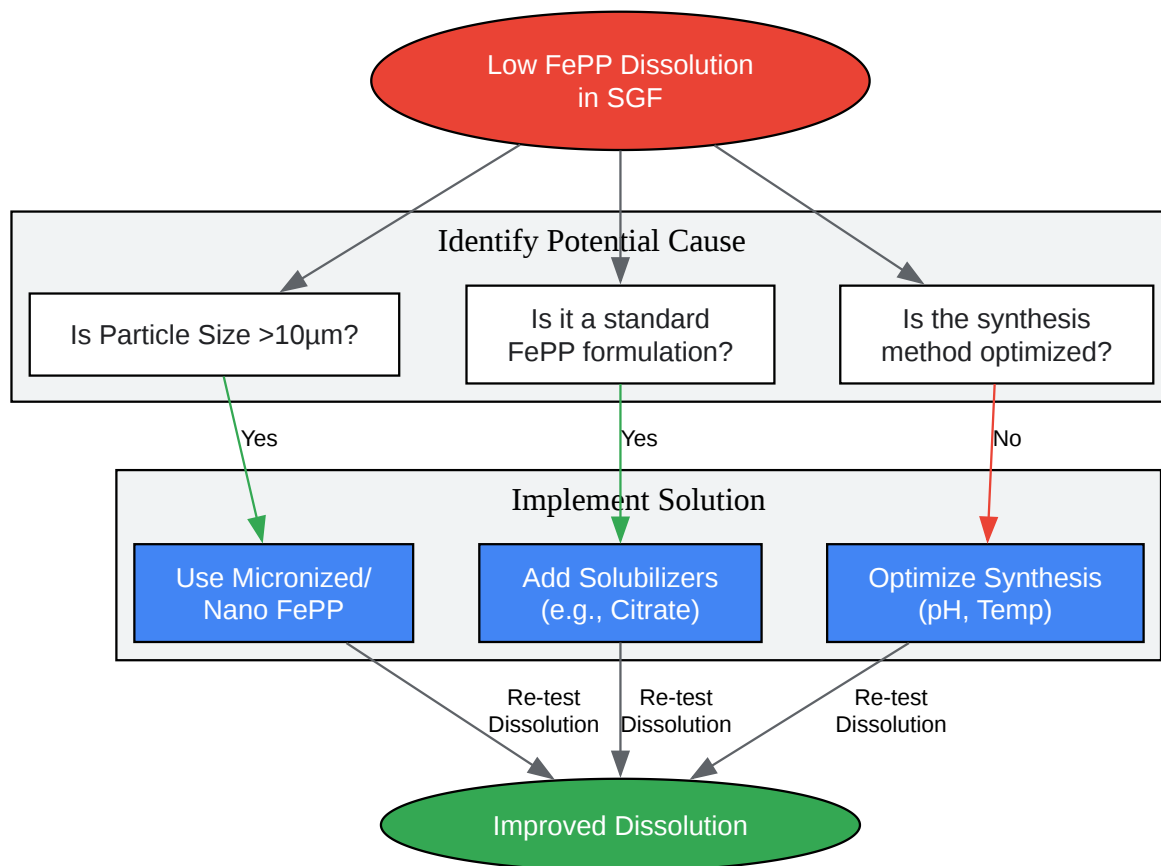 Low FePP Dissolution
in SGF
Identify Potential Cause
Is Particle Size >10µm?
Is it a standard
FePP formulation?
Is the synthesis
method optimized?
Yes
Yes
No
Implement Solution
Use Micronized/
Nano FePP
Add Solubilizers
(e.g., Citrate)
Optimize Synthesis
(pH, Temp)
Re-test
Dissolution
Re-test
Dissolution
Re-test
Dissolution
Improved Dissolution